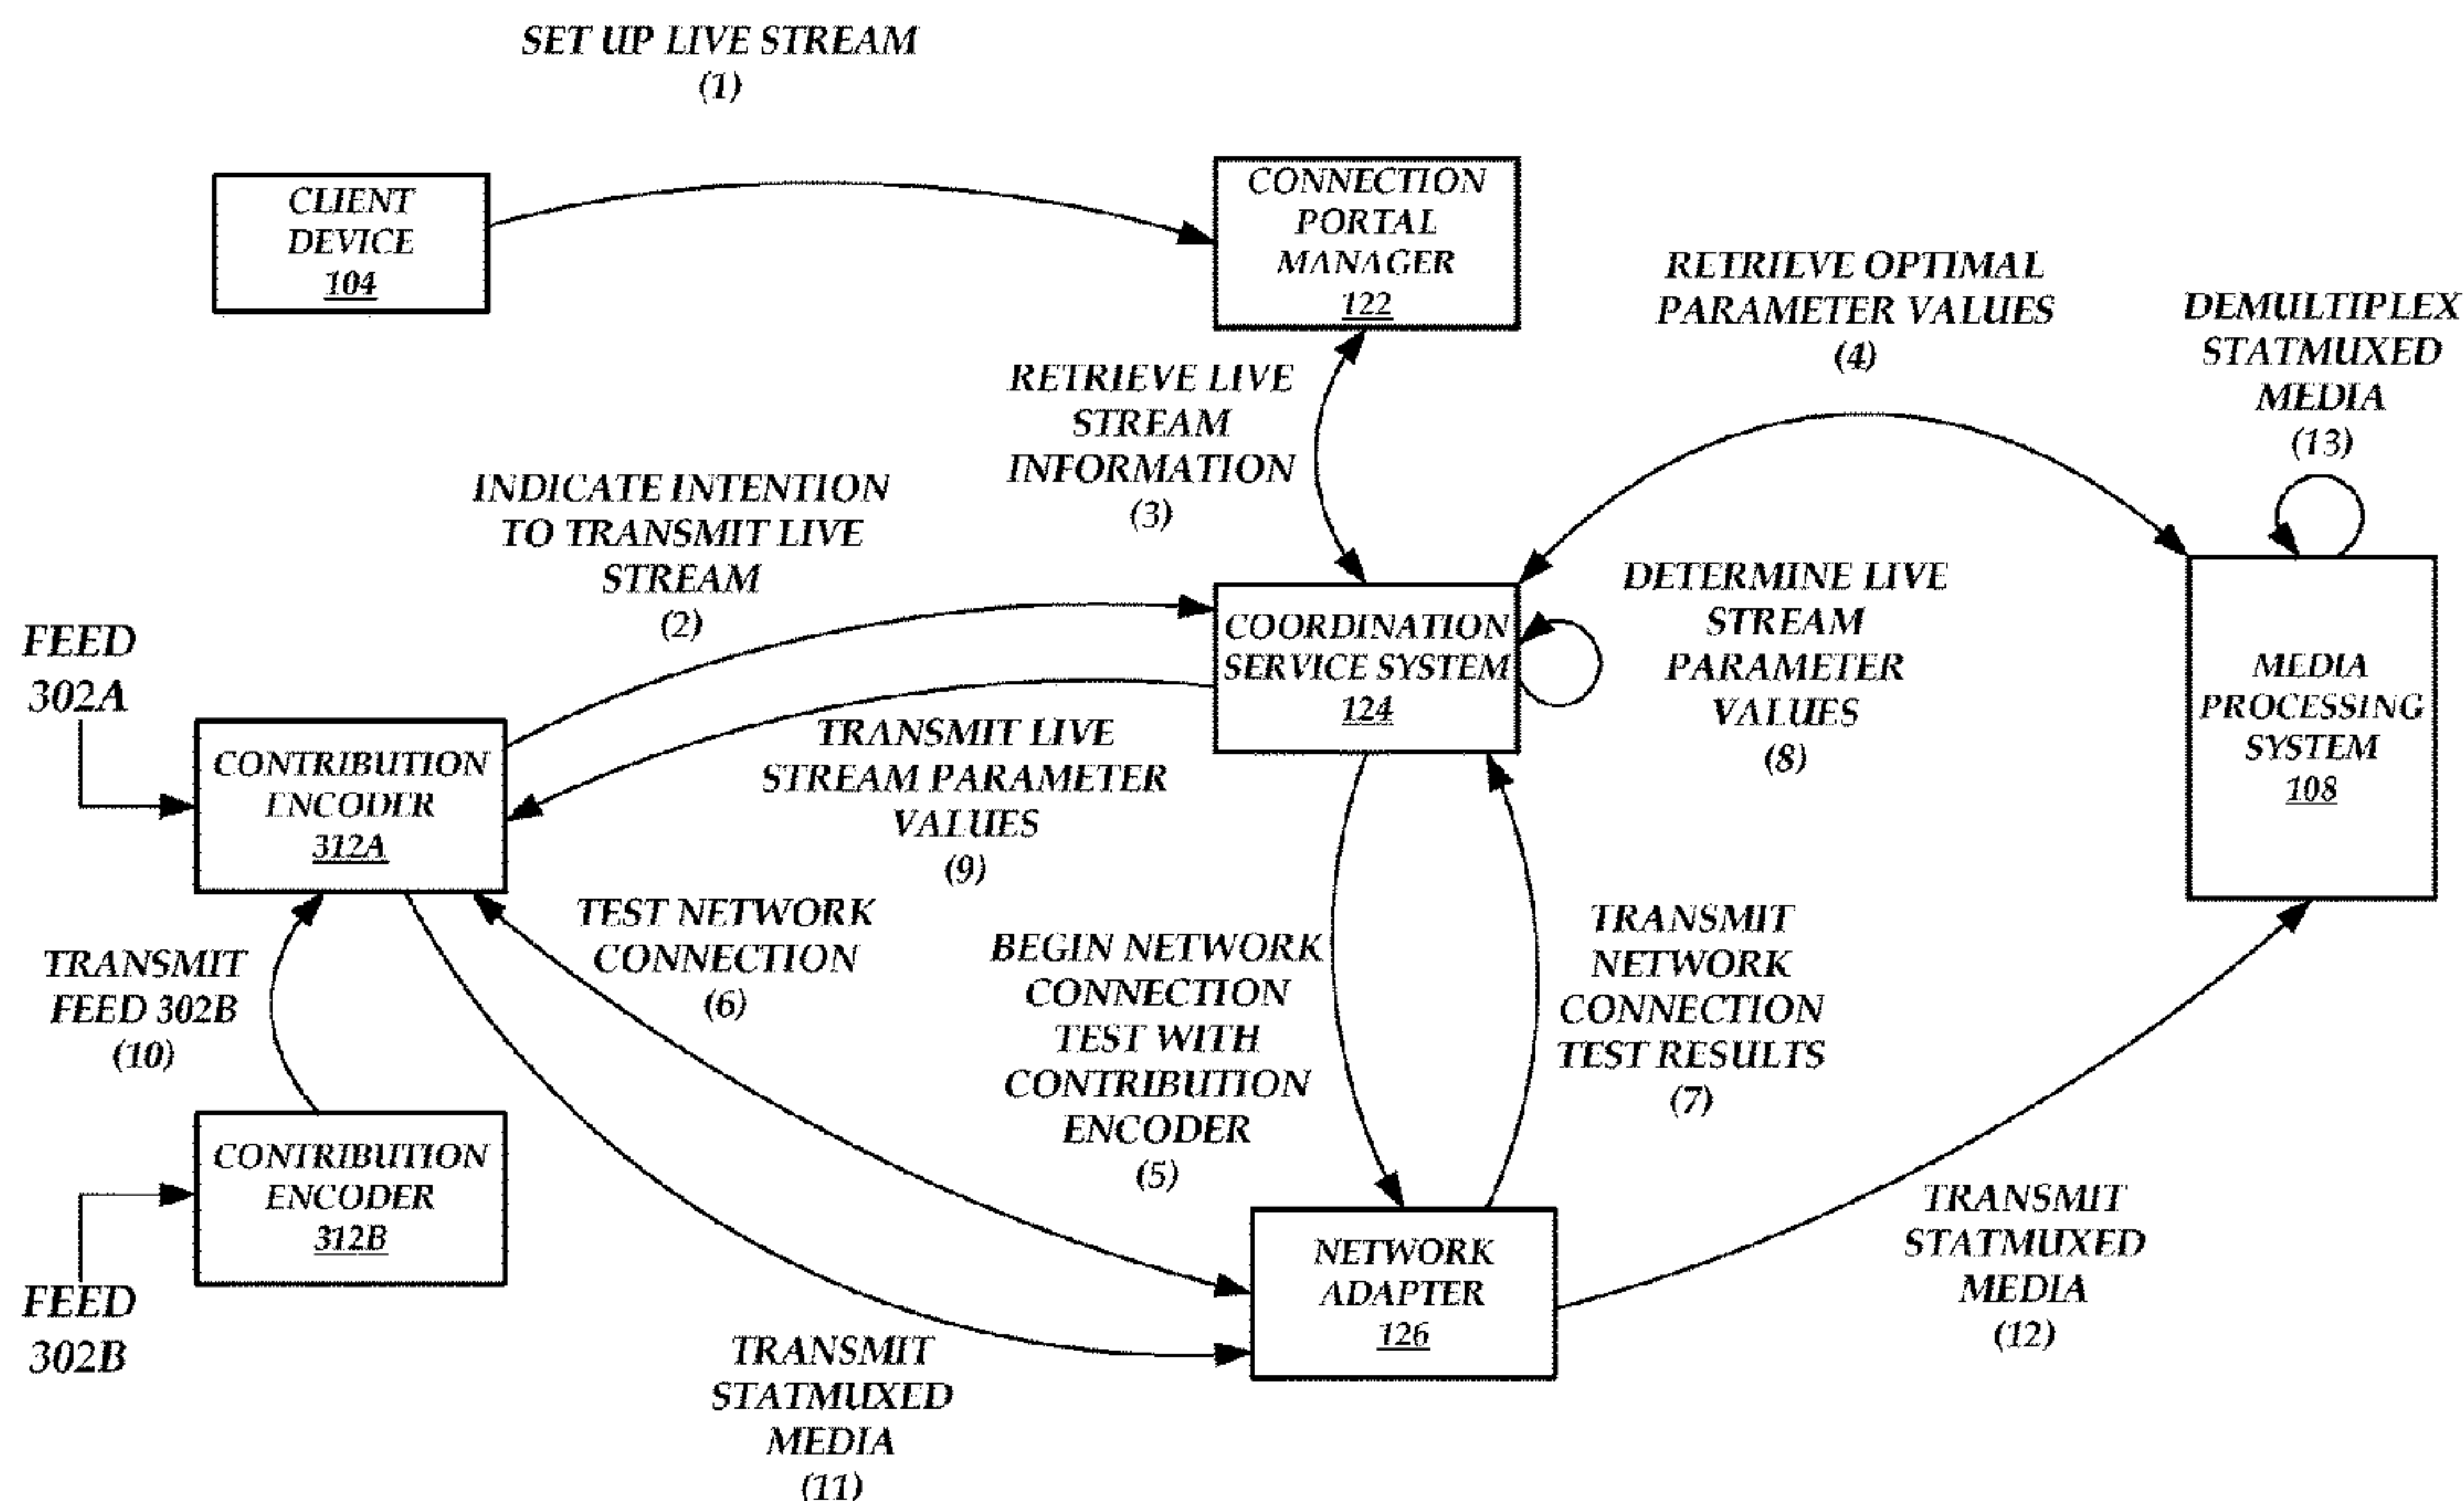 SET UP LIVE STREAM
(1)
CLIENT
DEVICE
104
CONNECTION
PORTAL
MANAGER
122
RETRIEVE OPTIMAL
PARAMETER VALUES
(4)
DEMULTIPLEX
STATMUXED
MEDIA
(13)
RETRIEVE LIVE
STREAM
INFORMATION
(3)
INDICATE INTENTION
TO TRANSMIT LIVE
STREAM
(2)
FEED
302A
COORDINATION
SERVICE SYSTEM
124
DETERMINE LIVE
STREAM
PARAMETER
VALUES
(8)
MEDIA
PROCESSING
SYSTEM
108
CONTRIBUTION
ENCODER
312A
TRANSMIT LIVE
STREAM PARAMETER
VALUES
(9)
TRANSMIT
FEED 302B
(10)
TEST NETWORK
CONNECTION
(6)
BEGIN NETWORK
CONNECTION
TEST WITH
CONTRIBUTION
ENCODER
(5)
TRANSMIT
NETWORK
CONNECTION
TEST RESULTS
(7)
CONTRIBUTION
ENCODER
312B
FEED
302B
NETWORK
ADAPTER
126
TRANSMIT
STATMUXED
MEDIA
(12)
TRANSMIT
STATMUXED
MEDIA
(11)